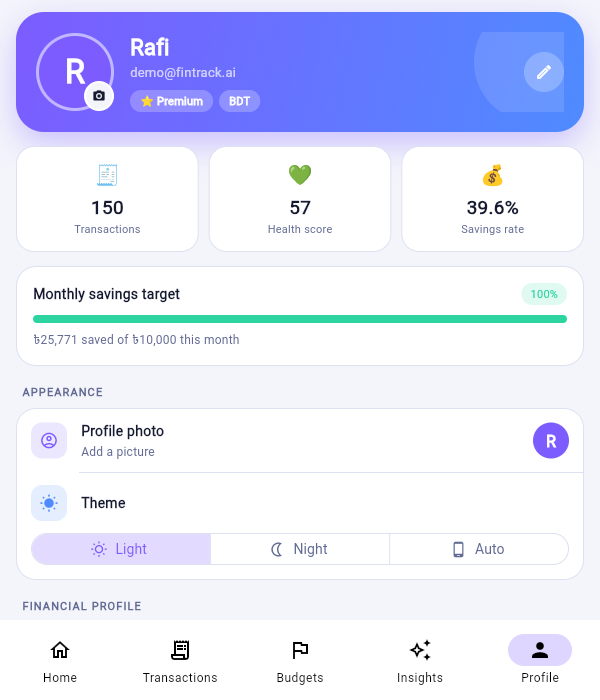 R
Rafi
demo@fintrack.ai
⭐ Premium
BDT
150
Transactions
57
Health score
39.6%
Savings rate
Monthly savings target
100%
৳25,771 saved of ৳10,000 this month
APPEARANCE
Profile photo
Add a picture
R
Theme
Light
Night
Auto
FINANCIAL PROFILE
Home
Transactions
Budgets
Insights
Profile